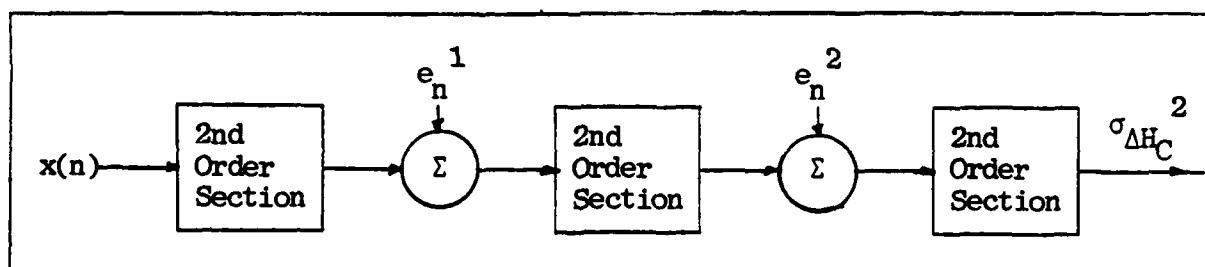 e_n^1
e_n^2
x(n)
2nd
Order
Section
Σ
2nd
Order
Section
Σ
2nd
Order
Section
σ_ΔH_C^2